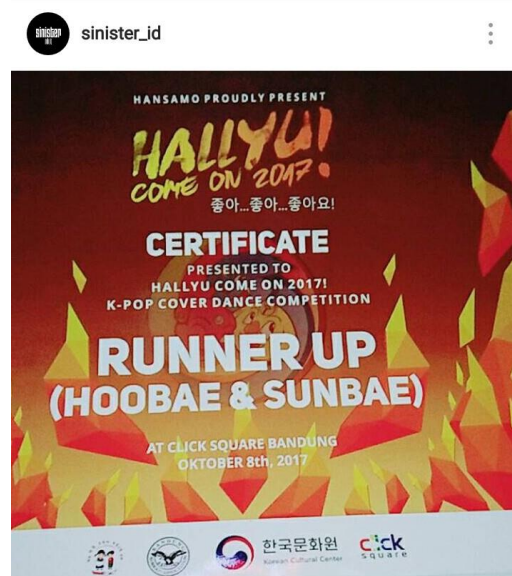 sinister_id
HANSAMO PROUDLY PRESENT
HALLYU!
COME ON 2017!
좋아...좋아...좋아요!
CERTIFICATE
PRESENTED TO
HALLYU COME ON 2017!
K-POP COVER DANCE COMPETITION
RUNNER UP
(HOOBAE & SUNBAE)
AT CLICK SQUARE BANDUNG
OKTOBER 8th, 2017
한국문화원
Korean Cultural Center
click
square